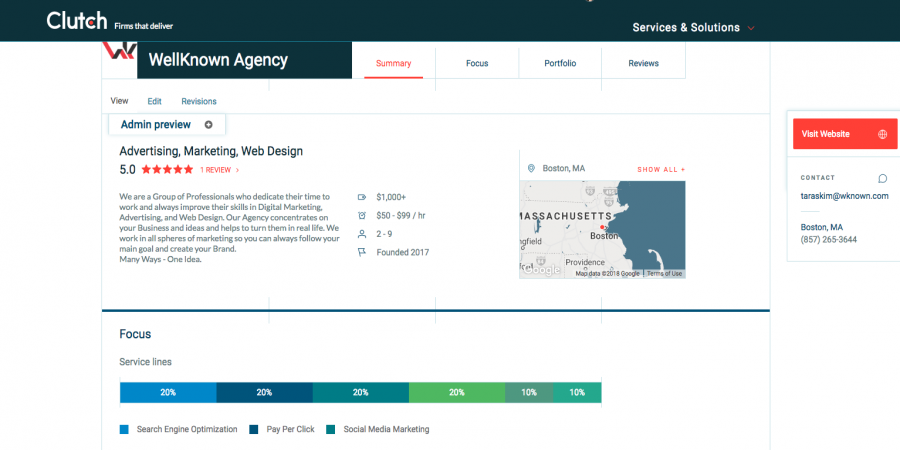 Clutch Firms that deliver
Services & Solutions
WellKnown Agency
Summary
Focus
Portfolio
Reviews
View
Edit
Revisions
Admin preview
Advertising, Marketing, Web Design
5.0
1 REVIEW
We are a Group of Professionals who dedicate their time to
work and always improve their skills in Digital Marketing,
Advertising, and Web Design. Our Agency concentrates on
your Business and ideas and helps to turn them in real life. We
work in all spheres of marketing so you can always follow your
main goal and create your Brand.
Many Ways - One Idea.
$1,000+
$50 - $99 / hr
2 - 9
Founded 2017
Boston, MA
SHOW ALL +
MASSACHUSETTS
ngfield
Boston
Providence
Google
Map data ©2018 Google
Terms of Use
Visit Website
CONTACT
taraskim@wknown.com
Boston, MA
(857) 265-3644
Focus
Service lines
20% 20% 20% 20% 10% 10%
Search Engine Optimization
Pay Per Click
Social Media Marketing